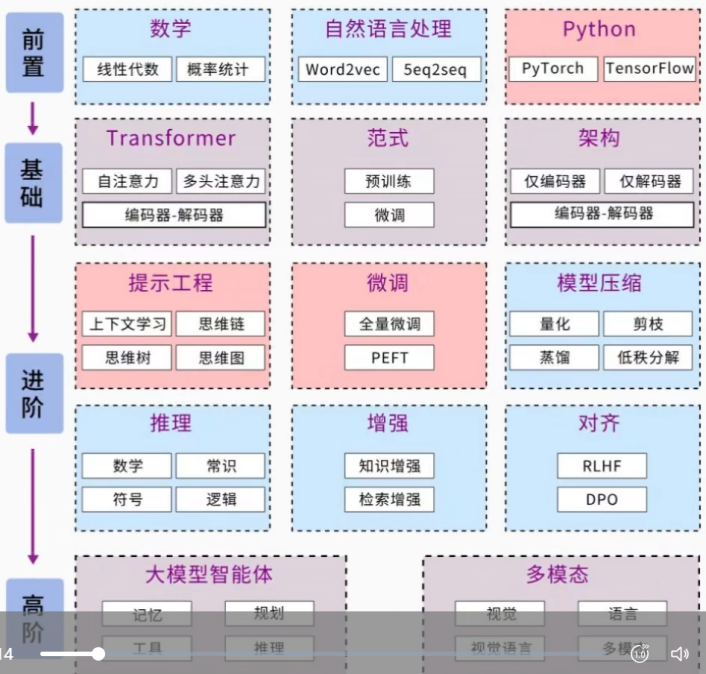 前置
数学
线性代数 概率统计
自然语言处理
Word2vec 5eq2seq
Python
PyTorch TensorFlow
基础
Transformer
自注意力 多头注意力
编码器-解码器
范式
预训练
微调
架构
仅编码器 仅解码器
编码器-解码器
进阶
提示工程
上下文学习 思维链
思维树 思维图
微调
全量微调
PEFT
模型压缩
量化 剪枝
蒸馏 低秩分解
推理
数学 常识
符号 逻辑
增强
知识增强
检索增强
对齐
RLHF
DPO
高阶
大模型智能体
记忆 规划
工具 推理
多模态
视觉 语言
视觉语言 多模
14
1.0